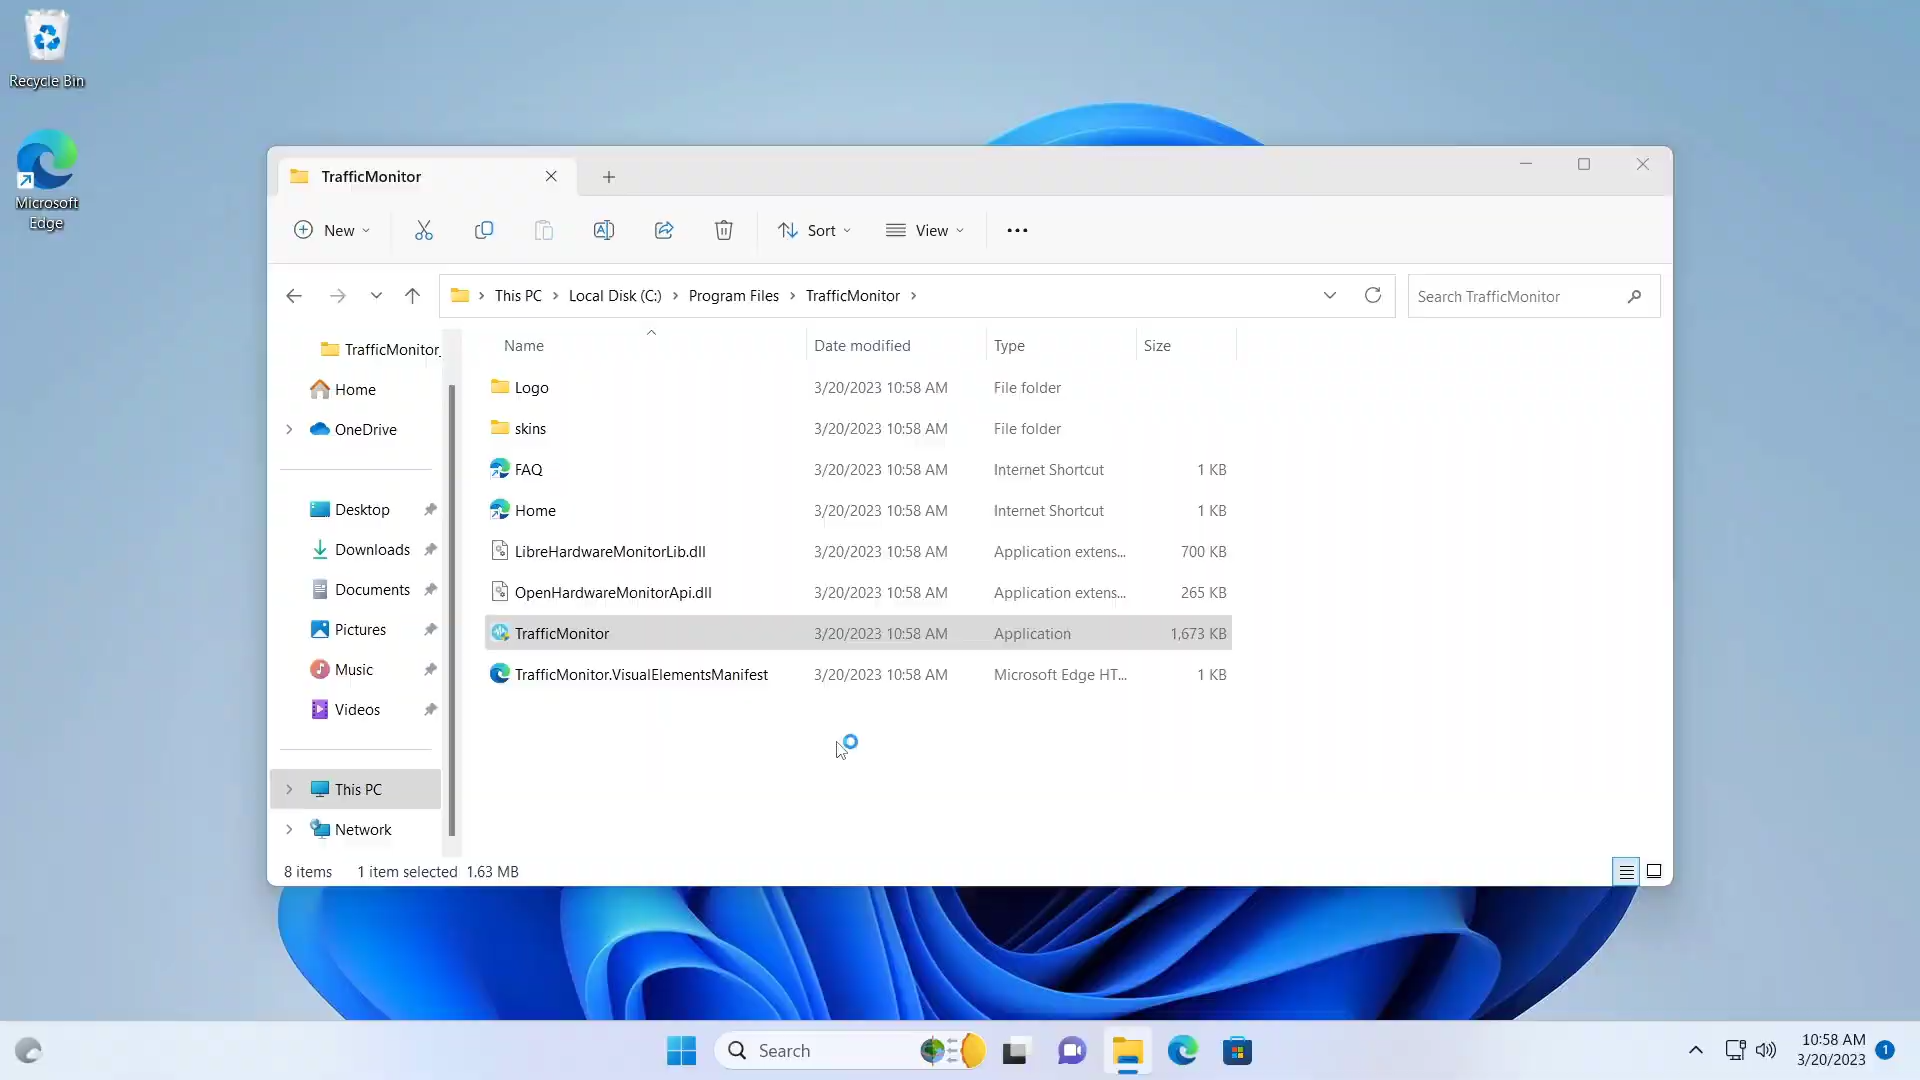 Recycle Bin
Microsoft
Edge
TrafficMonitor
New
Sort
View
This PC
Local Disk (C:)
Program Files
TrafficMonitor
Search TrafficMonitor
TrafficMonitor_
Home
OneDrive
Desktop
Downloads
Documents
Pictures
Music
Videos
This PC
Network
Name Date modified Type Size
Logo 3/20/2023 10:58 AM File folder
skins 3/20/2023 10:58 AM File folder
FAQ 3/20/2023 10:58 AM Internet Shortcut 1 KB
Home 3/20/2023 10:58 AM Internet Shortcut 1 KB
LibreHardwareMonitorLib.dll 3/20/2023 10:58 AM Application extens... 700 KB
OpenHardwareMonitorApi.dll 3/20/2023 10:58 AM Application extens... 265 KB
TrafficMonitor 3/20/2023 10:58 AM Application 1,673 KB
TrafficMonitor.VisualElementsManifest 3/20/2023 10:58 AM Microsoft Edge HT... 1 KB
8 items 1 item selected 1.63 MB
Search
10:58 AM
3/20/2023
1